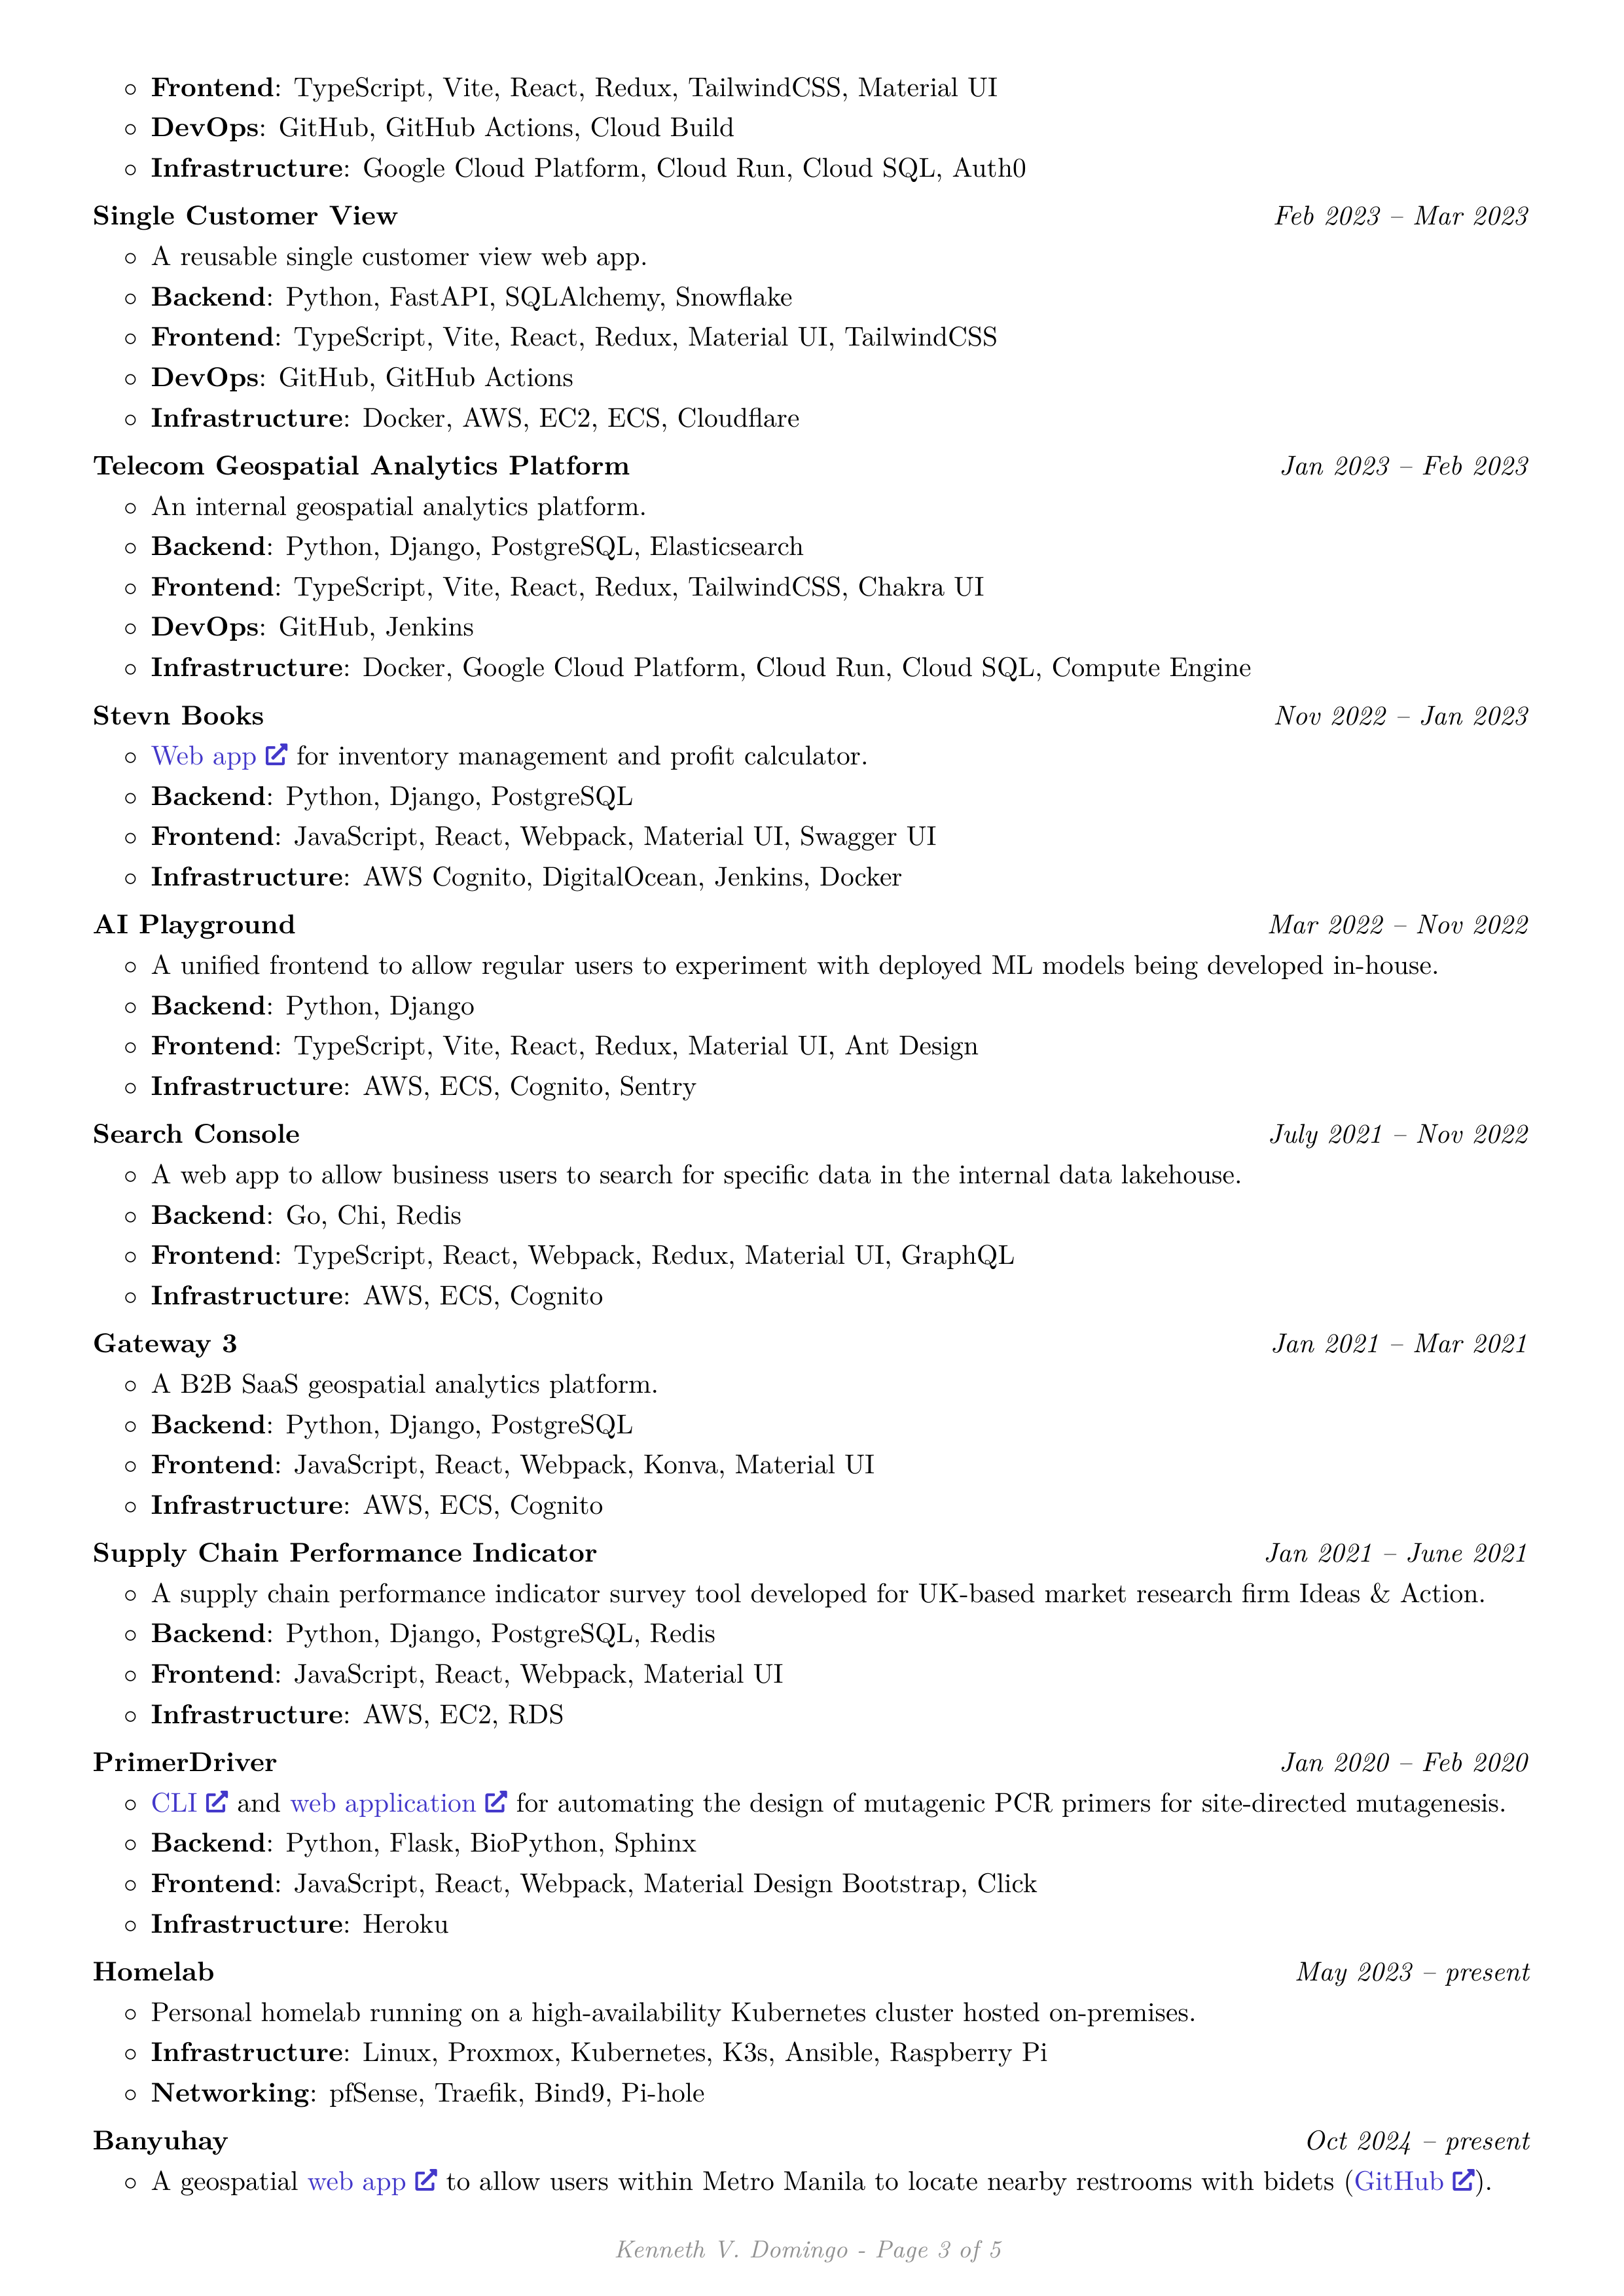 ◦ Frontend: TypeScript, Vite, React, Redux, TailwindCSS, Material UI
◦ DevOps: GitHub, GitHub Actions, Cloud Build
◦ Infrastructure: Google Cloud Platform, Cloud Run, Cloud SQL, Auth0
Single Customer View Feb 2023 – Mar 2023
◦ A reusable single customer view web app.
◦ Backend: Python, FastAPI, SQLAlchemy, Snowflake
◦ Frontend: TypeScript, Vite, React, Redux, Material UI, TailwindCSS
◦ DevOps: GitHub, GitHub Actions
◦ Infrastructure: Docker, AWS, EC2, ECS, Cloudflare
Telecom Geospatial Analytics Platform Jan 2023 – Feb 2023
◦ An internal geospatial analytics platform.
◦ Backend: Python, Django, PostgreSQL, Elasticsearch
◦ Frontend: TypeScript, Vite, React, Redux, TailwindCSS, Chakra UI
◦ DevOps: GitHub, Jenkins
◦ Infrastructure: Docker, Google Cloud Platform, Cloud Run, Cloud SQL, Compute Engine
Stevn Books Nov 2022 – Jan 2023
◦ Web app for inventory management and profit calculator.
◦ Backend: Python, Django, PostgreSQL
◦ Frontend: JavaScript, React, Webpack, Material UI, Swagger UI
◦ Infrastructure: AWS Cognito, DigitalOcean, Jenkins, Docker
AI Playground Mar 2022 – Nov 2022
◦ A unified frontend to allow regular users to experiment with deployed ML models being developed in-house.
◦ Backend: Python, Django
◦ Frontend: TypeScript, Vite, React, Redux, Material UI, Ant Design
◦ Infrastructure: AWS, ECS, Cognito, Sentry
Search Console July 2021 – Nov 2022
◦ A web app to allow business users to search for specific data in the internal data lakehouse.
◦ Backend: Go, Chi, Redis
◦ Frontend: TypeScript, React, Webpack, Redux, Material UI, GraphQL
◦ Infrastructure: AWS, ECS, Cognito
Gateway 3 Jan 2021 – Mar 2021
◦ A B2B SaaS geospatial analytics platform.
◦ Backend: Python, Django, PostgreSQL
◦ Frontend: JavaScript, React, Webpack, Konva, Material UI
◦ Infrastructure: AWS, ECS, Cognito
Supply Chain Performance Indicator Jan 2021 – June 2021
◦ A supply chain performance indicator survey tool developed for UK-based market research firm Ideas & Action.
◦ Backend: Python, Django, PostgreSQL, Redis
◦ Frontend: JavaScript, React, Webpack, Material UI
◦ Infrastructure: AWS, EC2, RDS
PrimerDriver Jan 2020 – Feb 2020
◦ CLI and web application for automating the design of mutagenic PCR primers for site-directed mutagenesis.
◦ Backend: Python, Flask, BioPython, Sphinx
◦ Frontend: JavaScript, React, Webpack, Material Design Bootstrap, Click
◦ Infrastructure: Heroku
Homelab May 2023 – present
◦ Personal homelab running on a high-availability Kubernetes cluster hosted on-premises.
◦ Infrastructure: Linux, Proxmox, Kubernetes, K3s, Ansible, Raspberry Pi
◦ Networking: pfSense, Traefik, Bind9, Pi-hole
Banyuhay Oct 2024 – present
◦ A geospatial web app to allow users within Metro Manila to locate nearby restrooms with bidets (GitHub).
Kenneth V. Domingo - Page 3 of 5